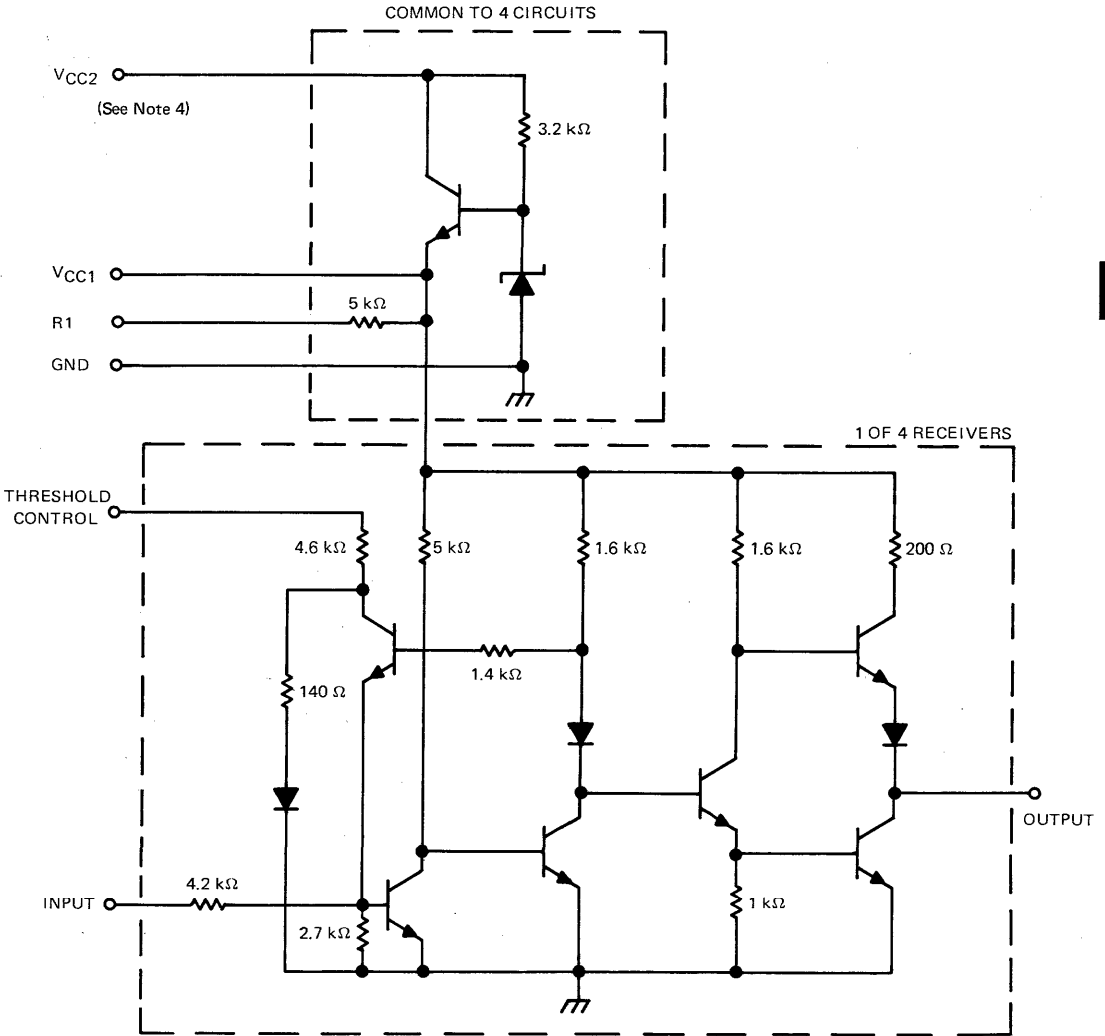 COMMON TO 4 CIRCUITS
VCC2
(See Note 4)
3.2 kΩ
VCC1
5 kΩ
R1
GND
1 OF 4 RECEIVERS
THRESHOLD
CONTROL
4.6 kΩ
5 kΩ
1.6 kΩ
1.6 kΩ
200 Ω
1.4 kΩ
140 Ω
OUTPUT
4.2 kΩ
INPUT
2.7 kΩ
1 kΩ